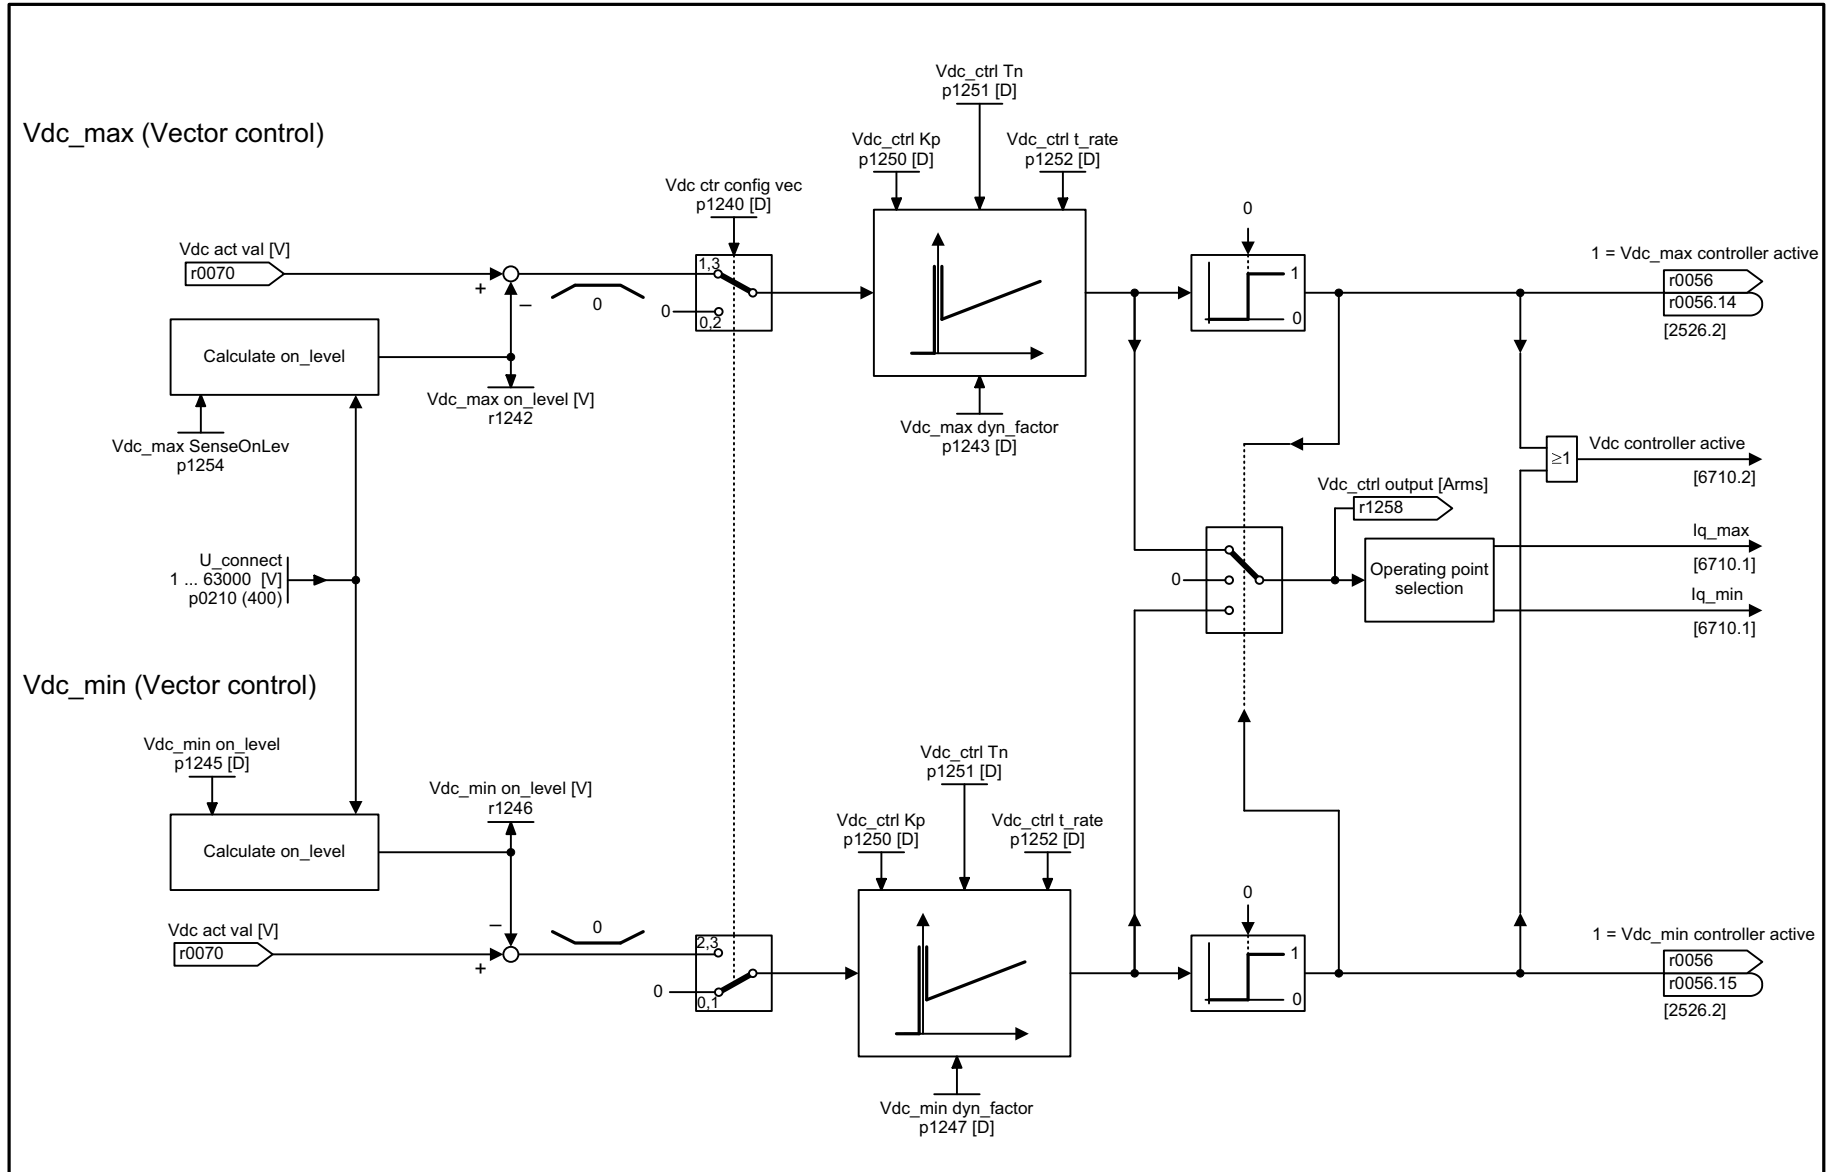 Vdc_max (Vector control)
Vdc_ctrl Tn
p1251 [D]
Vdc_ctrl Kp
p1250 [D]
Vdc_ctrl t_rate
p1252 [D]
Vdc ctr config vec
p1240 [D]
Vdc act val [V]
r0070
+
–
0
1,3
0
0,2
0
1
0
1 = Vdc_max controller active
r0056
r0056.14
[2526.2]
Calculate on_level
Vdc_max on_level [V]
r1242
Vdc_max SenseOnLev
p1254
Vdc_max dyn_factor
p1243 [D]
≥1
Vdc controller active
[6710.2]
Vdc_ctrl output [Arms]
r1258
U_connect
1 ... 63000 [V]
p0210 (400)
0
Operating point
selection
Iq_max
[6710.1]
Iq_min
[6710.1]
Vdc_min (Vector control)
Vdc_min on_level
p1245 [D]
Vdc_min on_level [V]
r1246
Vdc_ctrl Tn
p1251 [D]
Vdc_ctrl Kp
p1250 [D]
Vdc_ctrl t_rate
p1252 [D]
Calculate on_level
Vdc act val [V]
r0070
–
+
0
2,3
0
0,1
0
1
0
1 = Vdc_min controller active
r0056
r0056.15
[2526.2]
Vdc_min dyn_factor
p1247 [D]